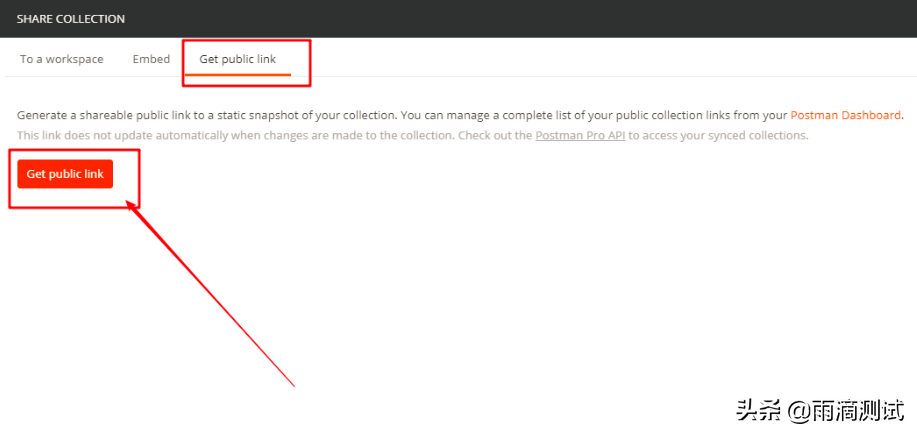 SHARE COLLECTION
To a workspace Embed Get public link
Generate a shareable public link to a static snapshot of your collection. You can manage a complete list of your public collection links from your Postman Dashboard.
This link does not update automatically when changes are made to the collection. Check out the Postman Pro API to access your synced collections.
Get public link
头条 @雨滴测试